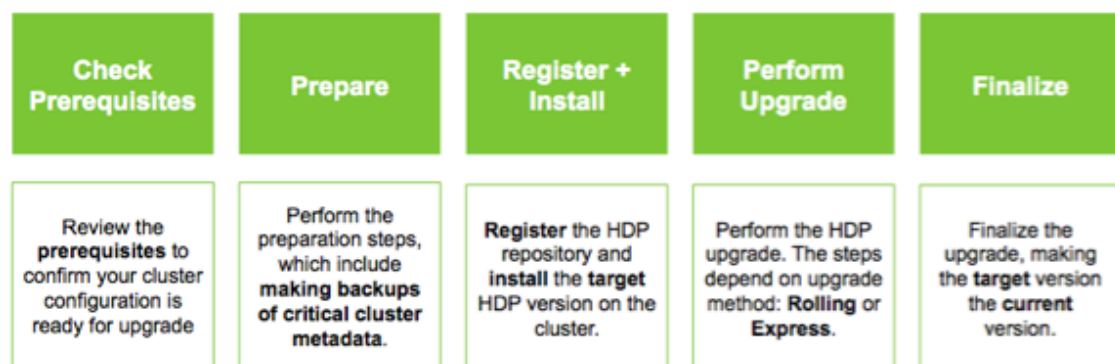 Check
Prerequisites
Prepare
Register +
Install
Perform
Upgrade
Finalize
Review the
prerequisites to
confirm your cluster
configuration is
ready for upgrade
Perform the
preparation steps,
which include
making backups
of critical cluster
metadata.
Register the HDP
repository and
install the target
HDP version on the
cluster.
Perform the HDP
upgrade. The steps
depend on upgrade
method: Rolling or
Express.
Finalize the
upgrade, making
the target version
the current
version.